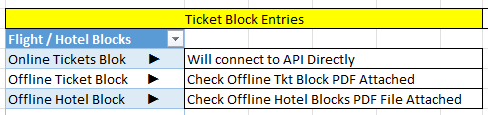 Ticket Block Entries
Flight / Hotel Blocks
Online Tickets Blok ► Will connect to API Directly
Offline Ticket Block ► Check Offline Tkt Block PDF Attached
Offline Hotel Block ► Check Offline Hotel Blocks PDF File Attached